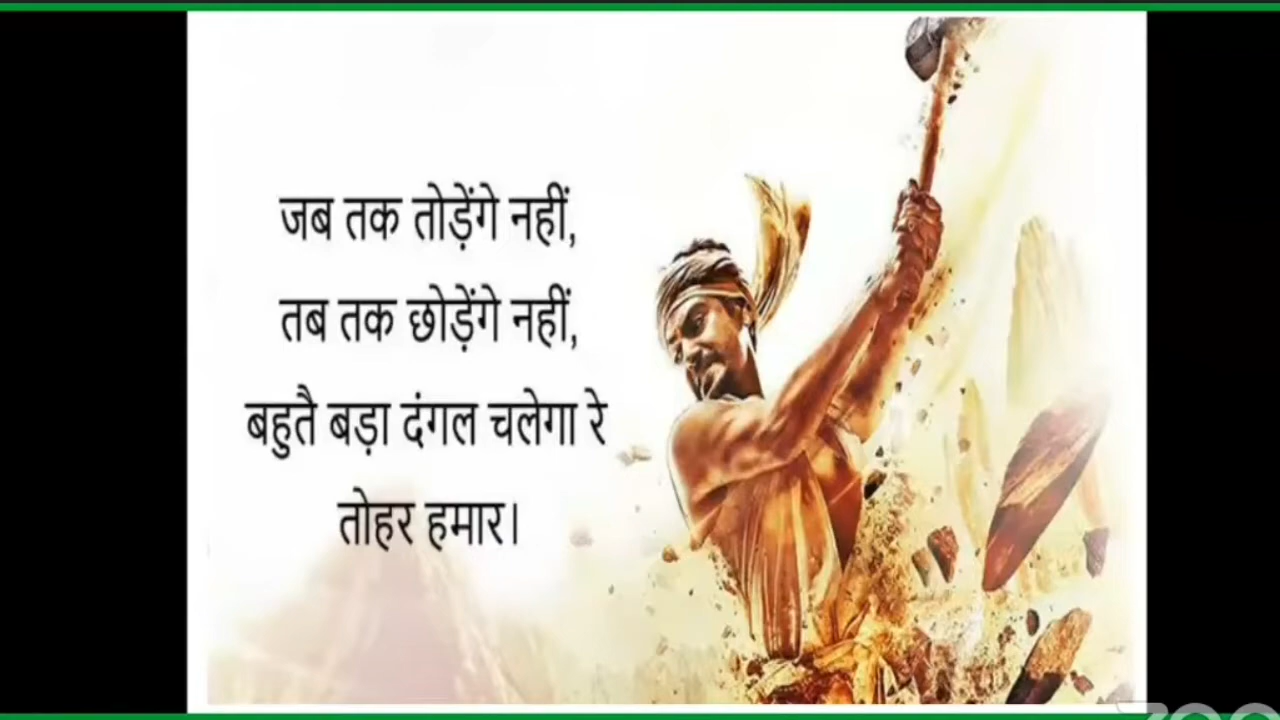 जब तक तोड़ेंगे नहीं,
तब तक छोड़ेंगे नहीं,
बहुतै बड़ा दंगल चलेगा रे
तोहर हमार।